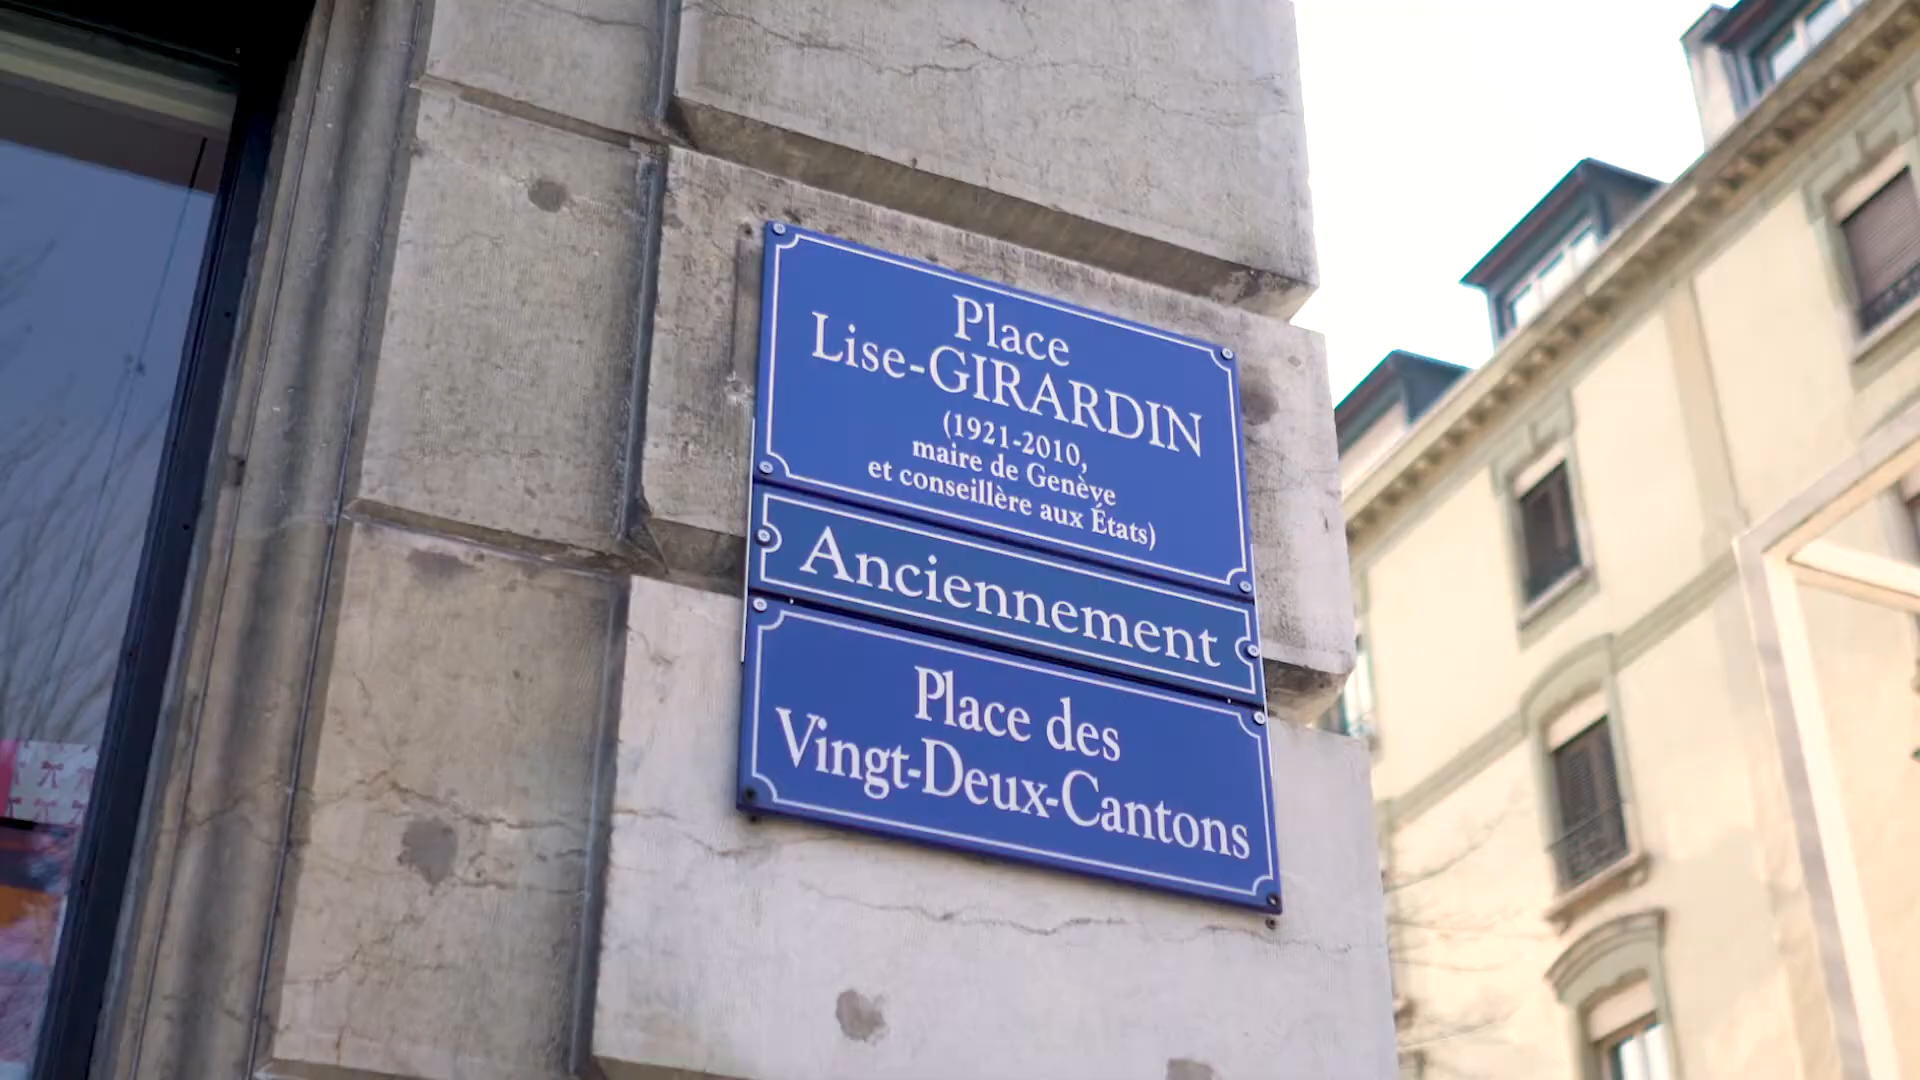 Place
Lise-GIRARDIN
(1921-2010,
maire de Genève
et conseillère aux États)
Anciennement
Place des
Vingt-Deux-Cantons